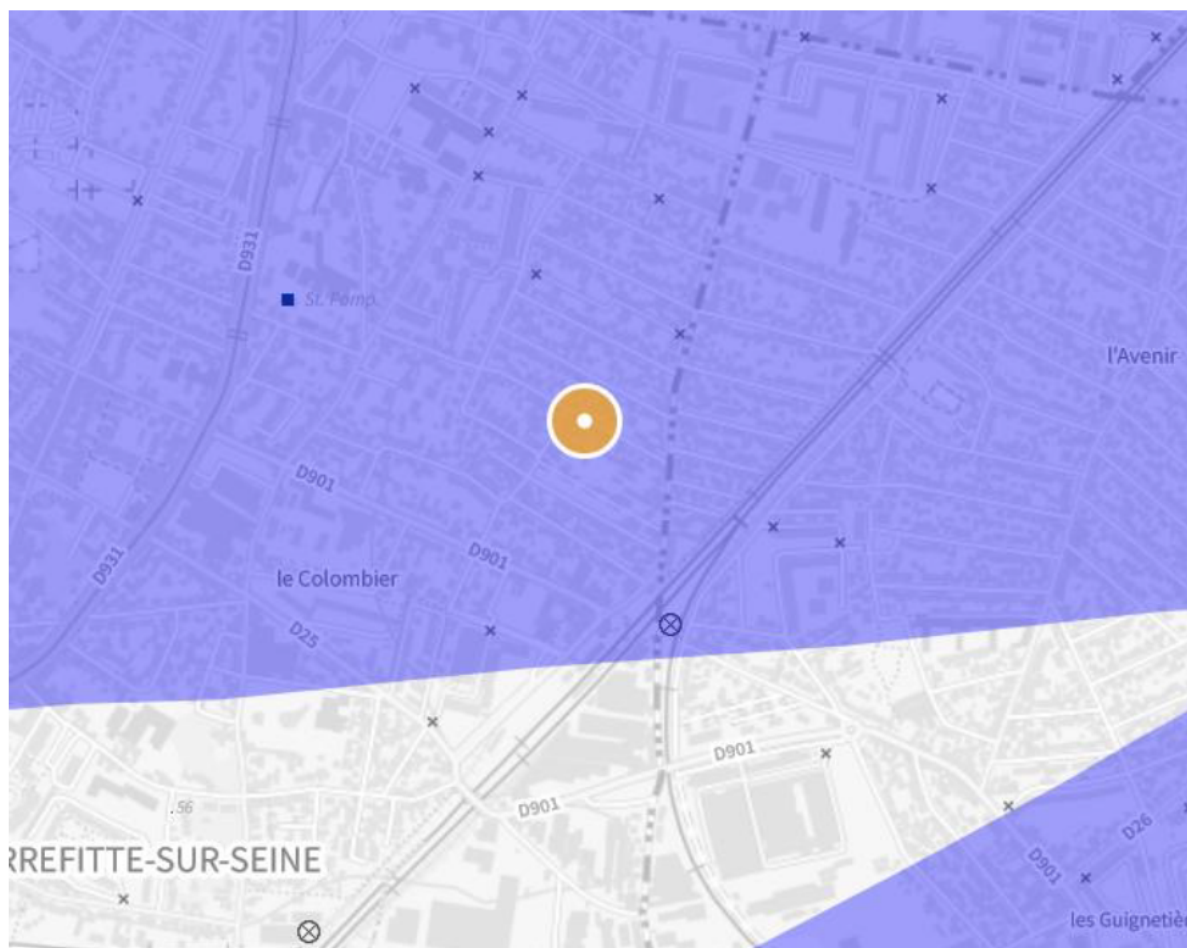 D931
St. Pomp.
l'Avenir
D901
D901
D931
le Colombier
D25
D901
D901
.56
RREFITTE-SUR-SEINE
D26
D901
les Guignetiè